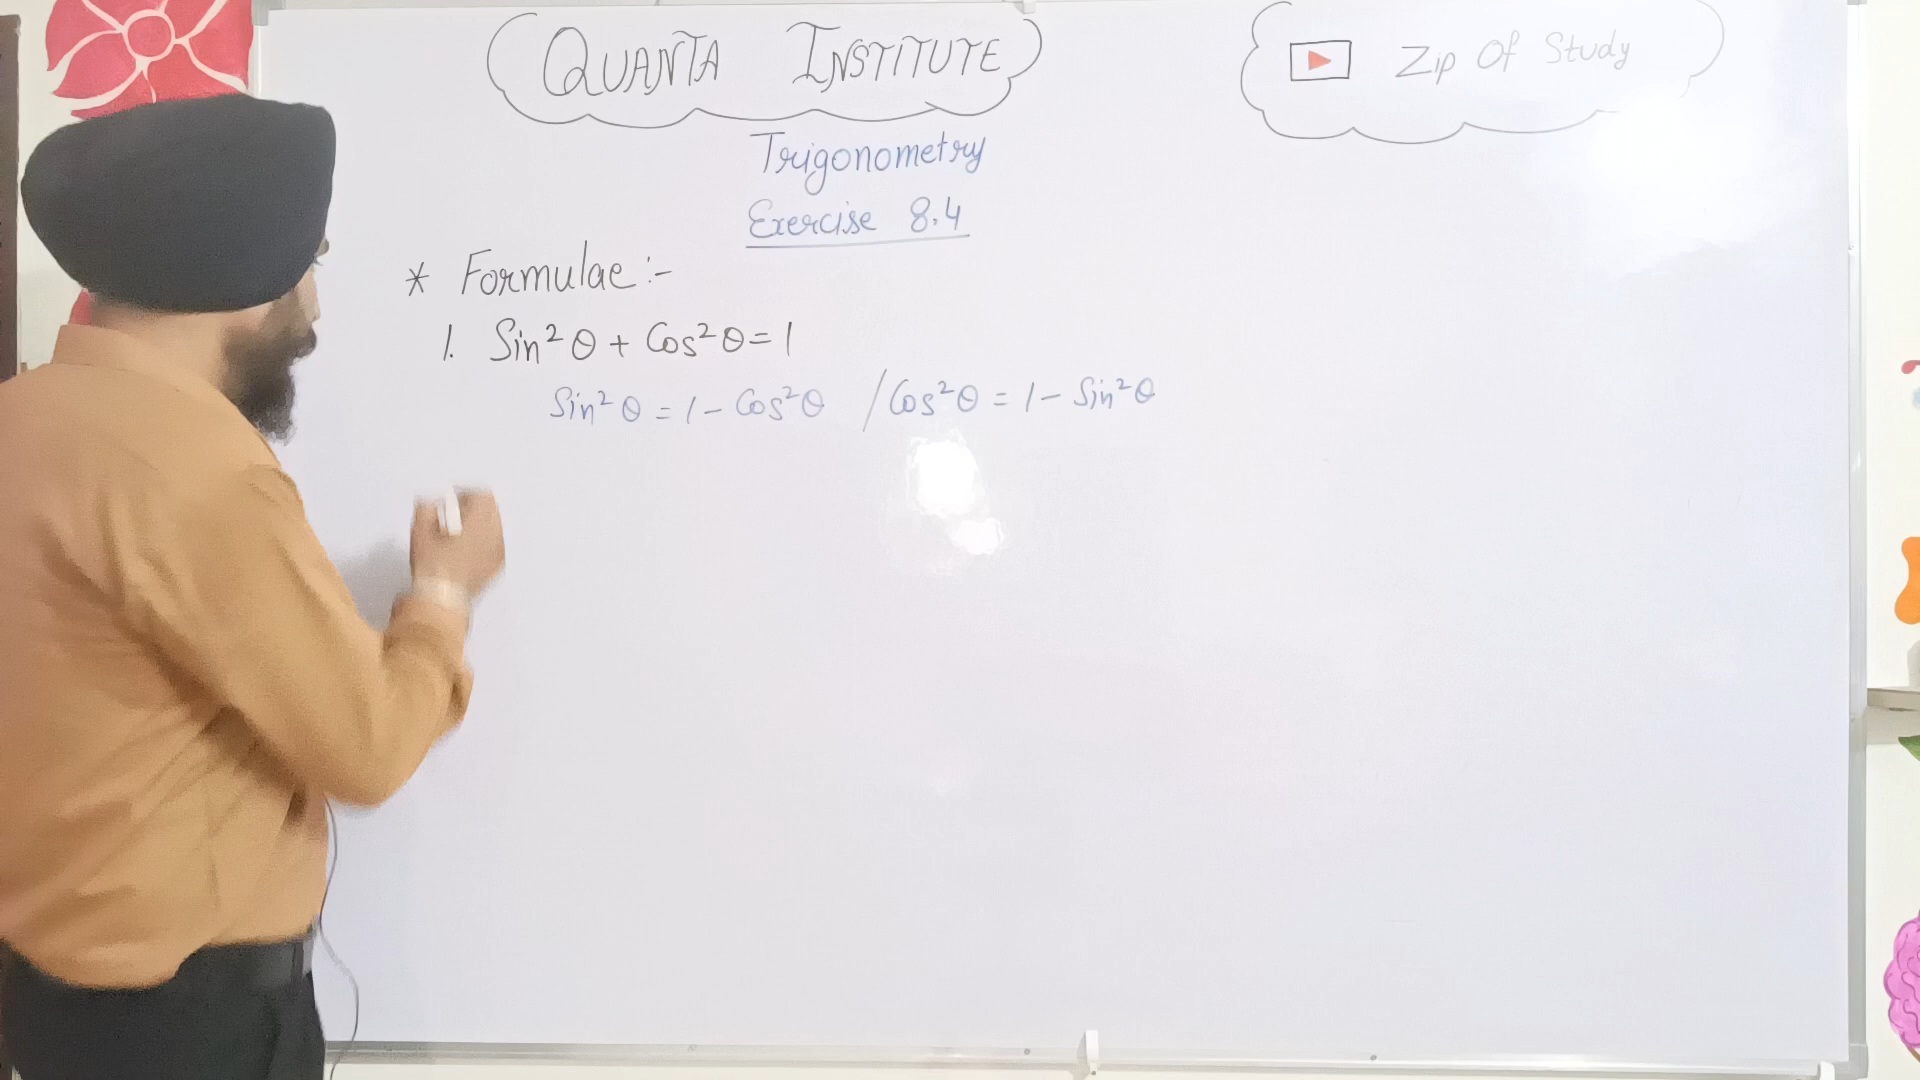 QUANTA INSTITUTE
Zip Of Study
Trigonometry
Exercise 8.4
* Formulae :-
1. Sin²θ + Cos²θ = 1
Sin²θ = 1 - Cos²θ / Cos²θ = 1 - Sin²θ